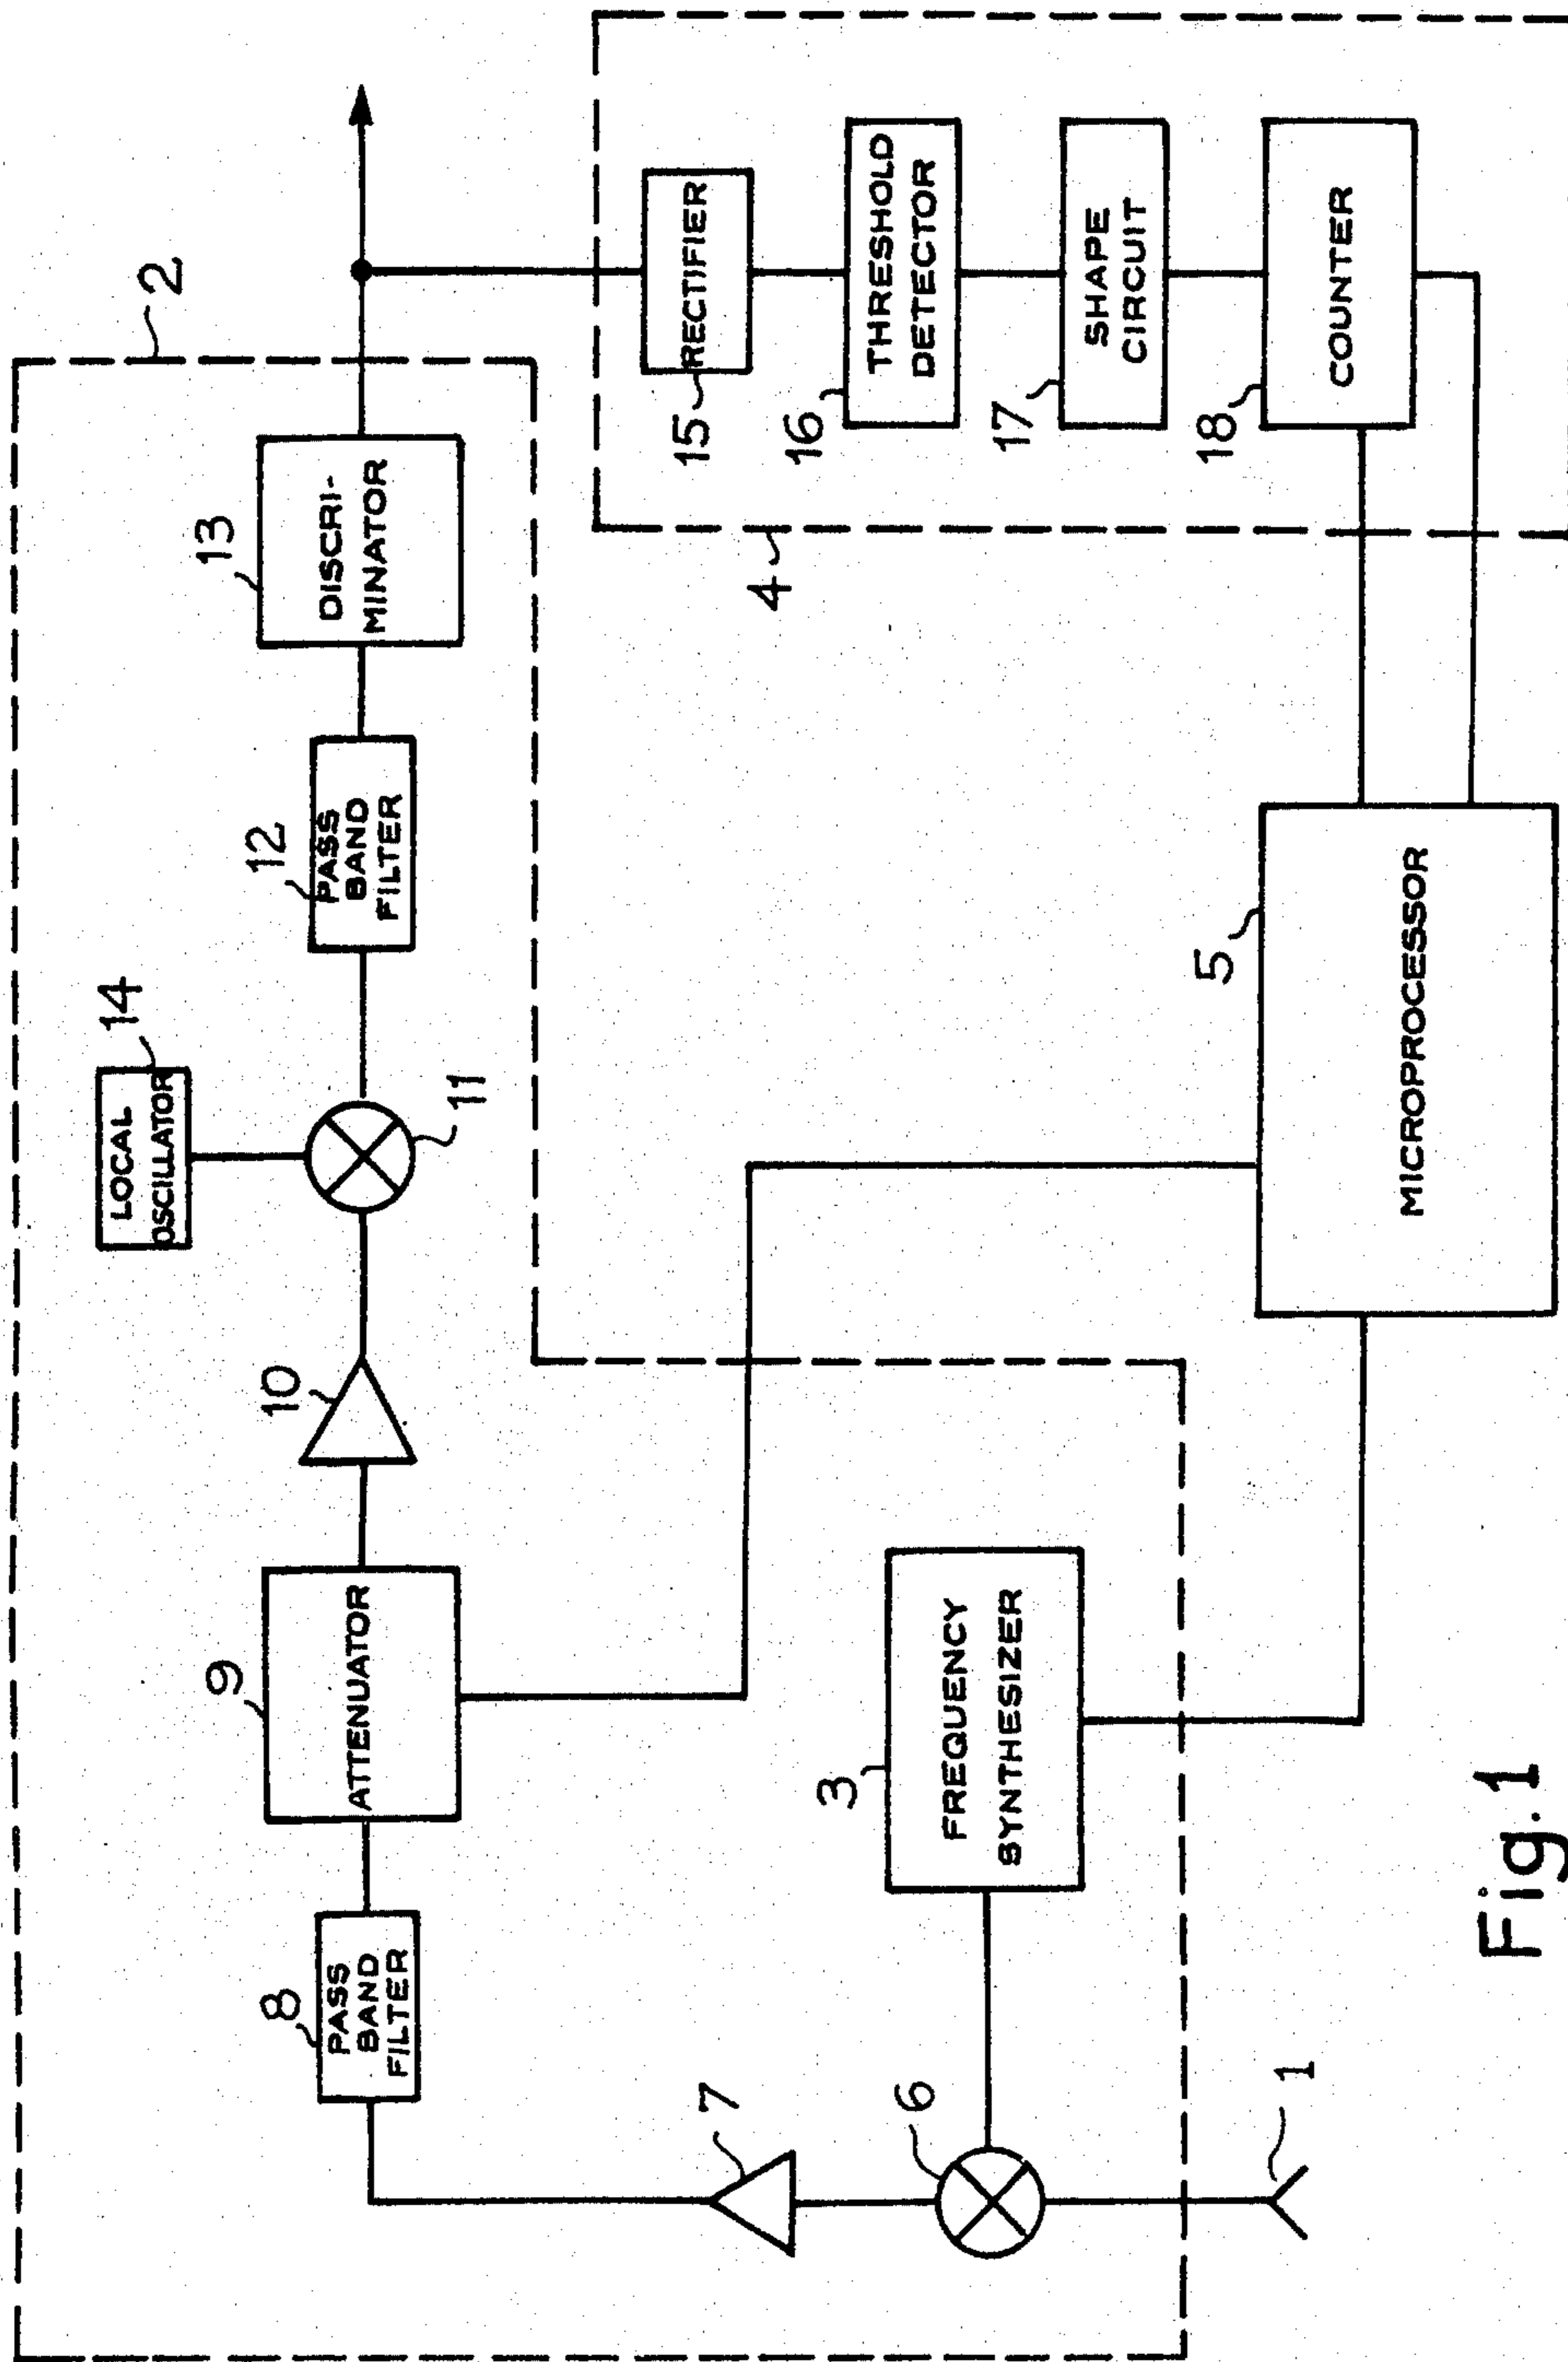 2
LOCAL
OSCILLATOR
14
8
PASS
BAND
FILTER
9
ATTENUATOR
10
11
12
PASS
BAND
FILTER
13
DISCRI-
MINATOR
7
6
1
3
FREQUENCY
SYNTHESIZER
4
15
RECTIFIER
16
THRESHOLD
DETECTOR
17
SHAPE
CIRCUIT
18
COUNTER
5
MICROPROCESSOR
Fig.1